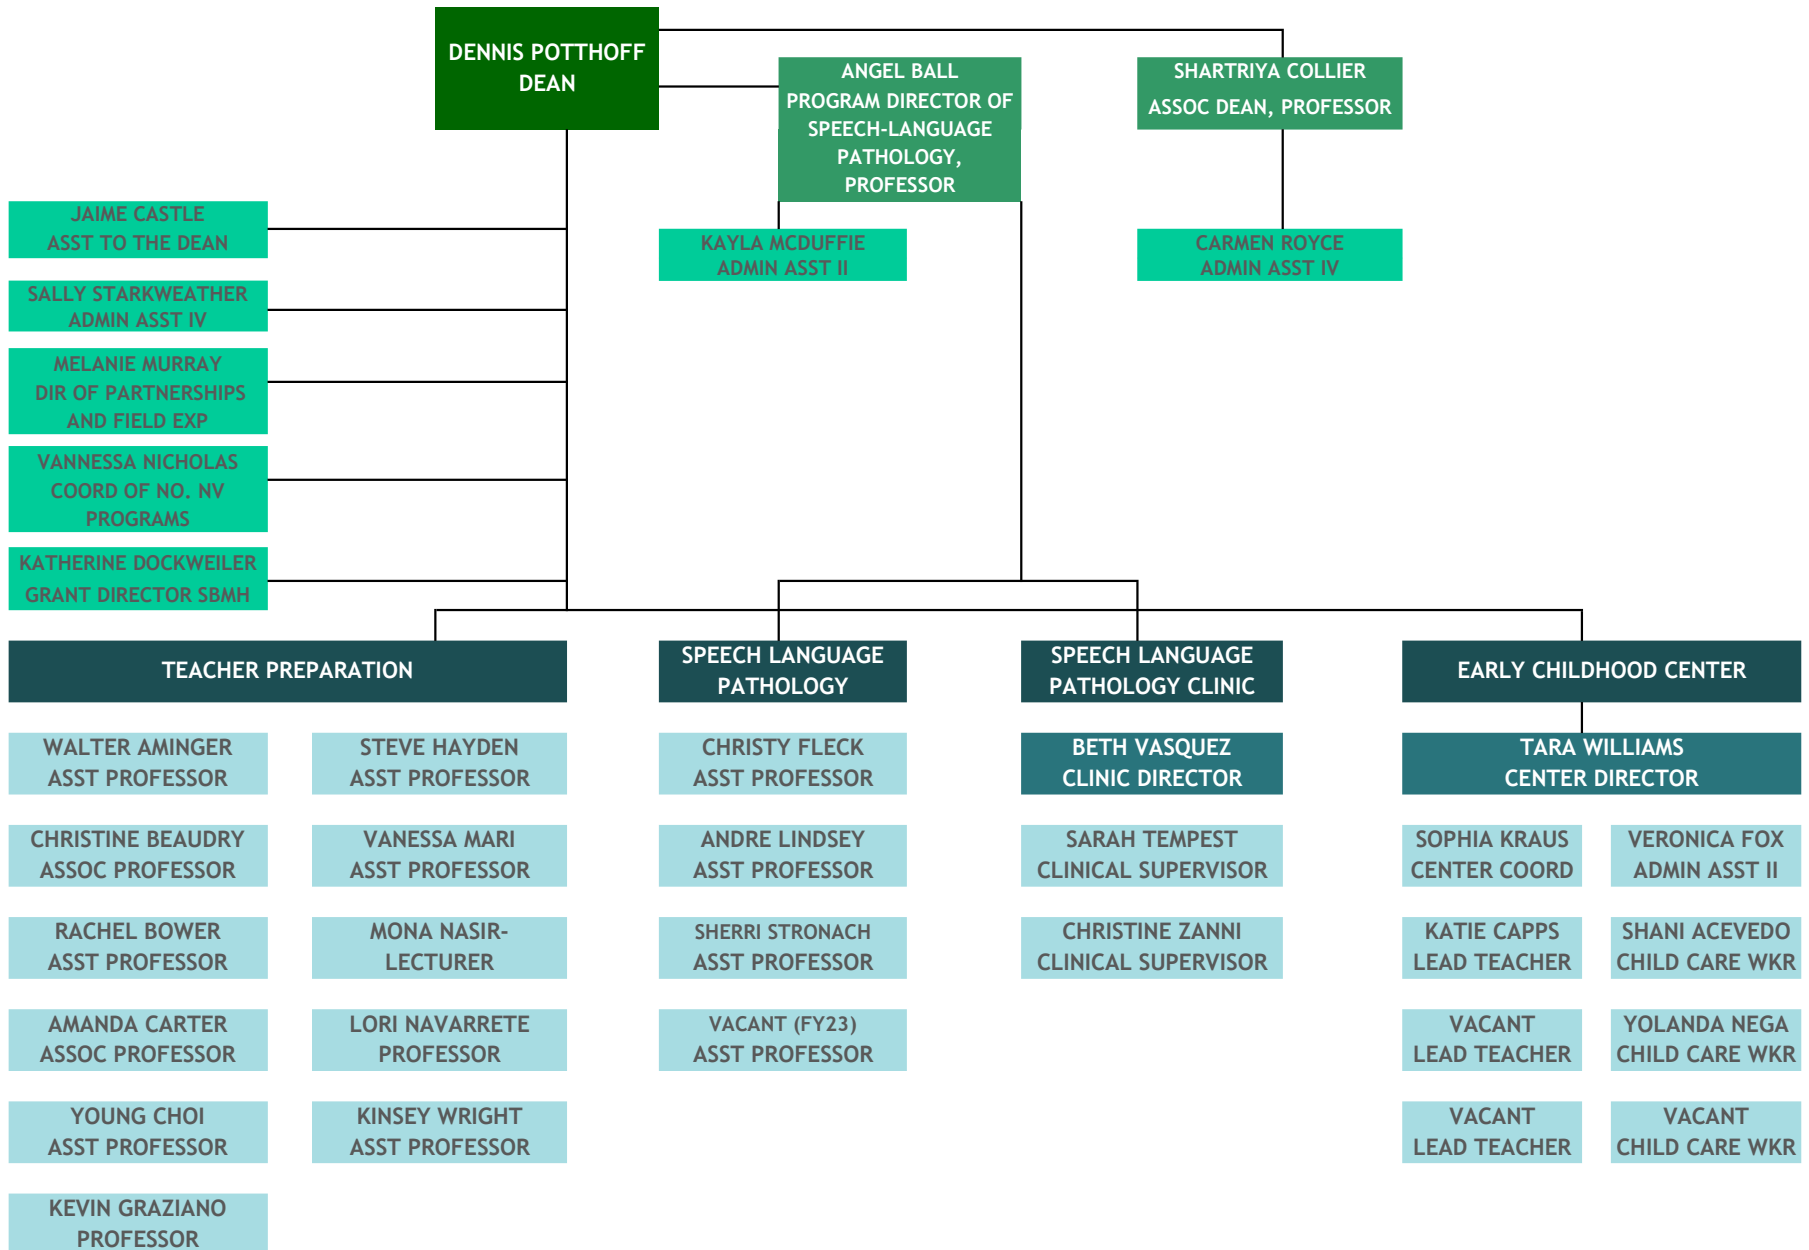 DENNIS POTTHOFF
DEAN
ANGEL BALL
PROGRAM DIRECTOR OF
SPEECH-LANGUAGE
PATHOLOGY,
PROFESSOR
SHARTRIYA COLLIER
ASSOC DEAN, PROFESSOR
JAIME CASTLE
ASST TO THE DEAN
KAYLA MCDUFFIE
ADMIN ASST II
CARMEN ROYCE
ADMIN ASST IV
SALLY STARKWEATHER
ADMIN ASST IV
MELANIE MURRAY
DIR OF PARTNERSHIPS
AND FIELD EXP
VANNESSA NICHOLAS
COORD OF NO. NV
PROGRAMS
KATHERINE DOCKWEILER
GRANT DIRECTOR SBMH
TEACHER PREPARATION
WALTER AMINGER
ASST PROFESSOR
CHRISTINE BEAUDRY
ASSOC PROFESSOR
RACHEL BOWER
ASST PROFESSOR
AMANDA CARTER
ASSOC PROFESSOR
YOUNG CHOI
ASST PROFESSOR
KEVIN GRAZIANO
PROFESSOR
STEVE HAYDEN
ASST PROFESSOR
VANESSA MARI
ASST PROFESSOR
MONA NASIR-
LECTURER
LORI NAVARRETE
PROFESSOR
KINSEY WRIGHT
ASST PROFESSOR
SPEECH LANGUAGE
PATHOLOGY
CHRISTY FLECK
ASST PROFESSOR
ANDRE LINDSEY
ASST PROFESSOR
SHERRI STRONACH
ASST PROFESSOR
VACANT (FY23)
ASST PROFESSOR
SPEECH LANGUAGE
PATHOLOGY CLINIC
BETH VASQUEZ
CLINIC DIRECTOR
SARAH TEMPEST
CLINICAL SUPERVISOR
CHRISTINE ZANNI
CLINICAL SUPERVISOR
EARLY CHILDHOOD CENTER
TARA WILLIAMS
CENTER DIRECTOR
SOPHIA KRAUS
CENTER COORD
KATIE CAPPS
LEAD TEACHER
VACANT
LEAD TEACHER
VACANT
LEAD TEACHER
VERONICA FOX
ADMIN ASST II
SHANI ACEVEDO
CHILD CARE WKR
YOLANDA NEGA
CHILD CARE WKR
VACANT
CHILD CARE WKR